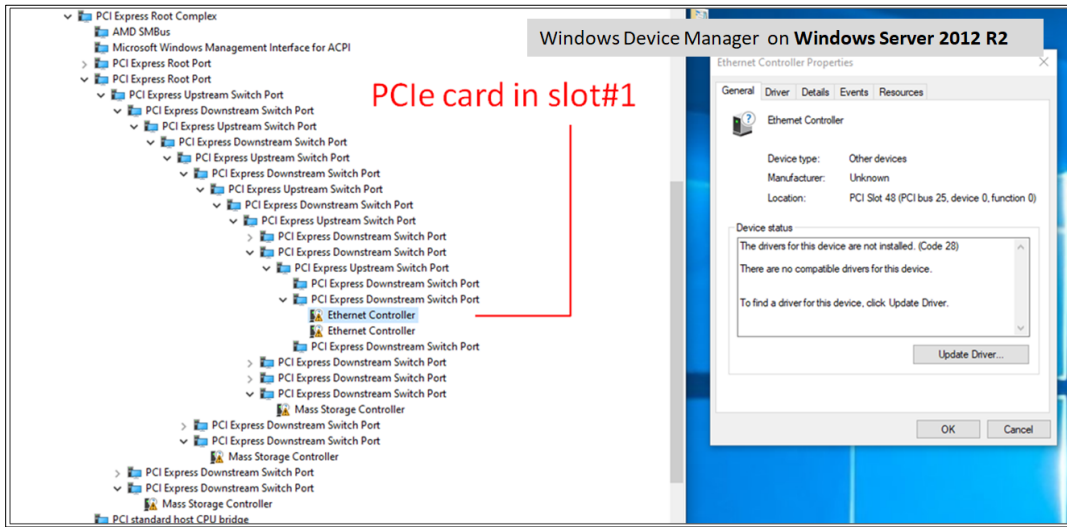 PCI Express Root Complex
AMD SMBus
Microsoft Windows Management Interface for ACPI
PCI Express Root Port
PCI Express Root Port
PCI Express Upstream Switch Port
PCI Express Downstream Switch Port
PCI Express Upstream Switch Port
PCI Express Downstream Switch Port
PCI Express Upstream Switch Port
PCI Express Downstream Switch Port
PCI Express Upstream Switch Port
PCI Express Downstream Switch Port
PCI Express Upstream Switch Port
PCI Express Downstream Switch Port
PCI Express Downstream Switch Port
PCI Express Upstream Switch Port
PCI Express Downstream Switch Port
PCI Express Downstream Switch Port
Ethernet Controller
Ethernet Controller
PCI Express Downstream Switch Port
PCI Express Downstream Switch Port
PCI Express Downstream Switch Port
PCI Express Downstream Switch Port
Mass Storage Controller
PCI Express Downstream Switch Port
PCI Express Downstream Switch Port
Mass Storage Controller
PCI Express Downstream Switch Port
PCI Express Downstream Switch Port
Mass Storage Controller
PCI standard host CPU bridge
PCIe card in slot#1
Windows Device Manager on Windows Server 2012 R2
Ethernet Controller Properties
General Driver Details Events Resources
Ethernet Controller
Device type: Other devices
Manufacturer: Unknown
Location: PCI Slot 48 (PCI bus 25, device 0, function 0)
Device status
The drivers for this device are not installed. (Code 28)
There are no compatible drivers for this device.
To find a driver for this device, click Update Driver.
Update Driver...
OK Cancel